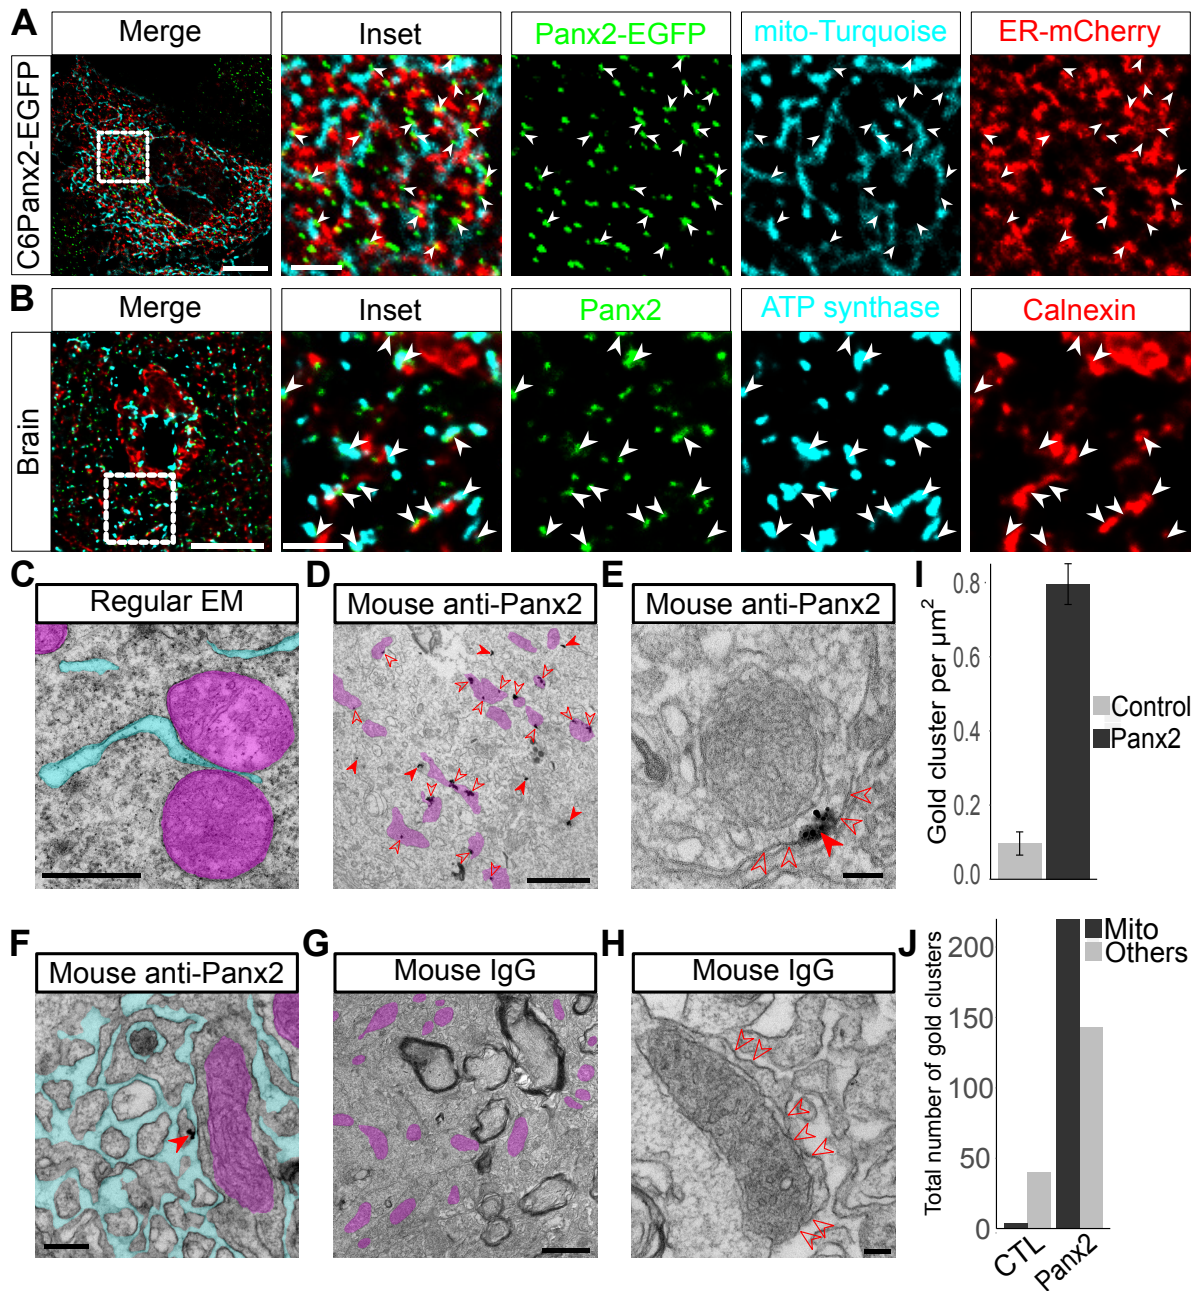 A
Merge
Inset
Panx2-EGFP
mito-Turquoise
ER-mCherry
C6Panx2-EGFP
B
Merge
Inset
Panx2
ATP synthase
Calnexin
Brain
C
Regular EM
D
Mouse anti-Panx2
E
Mouse anti-Panx2
I
Gold cluster per µm²
0.8
0.6
0.4
0.2
0.0
Control
Panx2
F
Mouse anti-Panx2
G
Mouse IgG
H
Mouse IgG
J
Total number of gold clusters
200
150
100
50
0
Mito
Others
CTL
Panx2